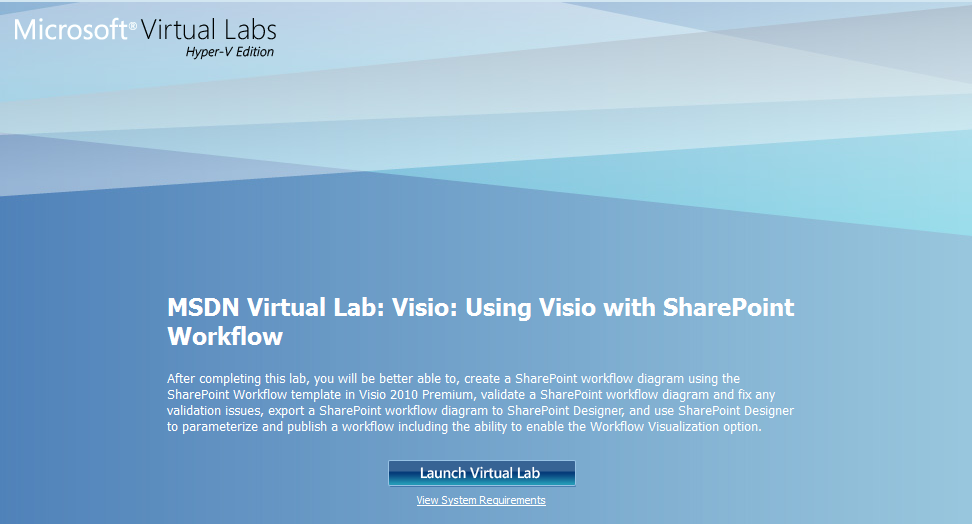 Microsoft® Virtual Labs
Hyper-V Edition
MSDN Virtual Lab: Visio: Using Visio with SharePoint
Workflow
After completing this lab, you will be better able to, create a SharePoint workflow diagram using the
SharePoint Workflow template in Visio 2010 Premium, validate a SharePoint workflow diagram and fix any
validation issues, export a SharePoint workflow diagram to SharePoint Designer, and use SharePoint Designer
to parameterize and publish a workflow including the ability to enable the Workflow Visualization option.
Launch Virtual Lab
View System Requirements